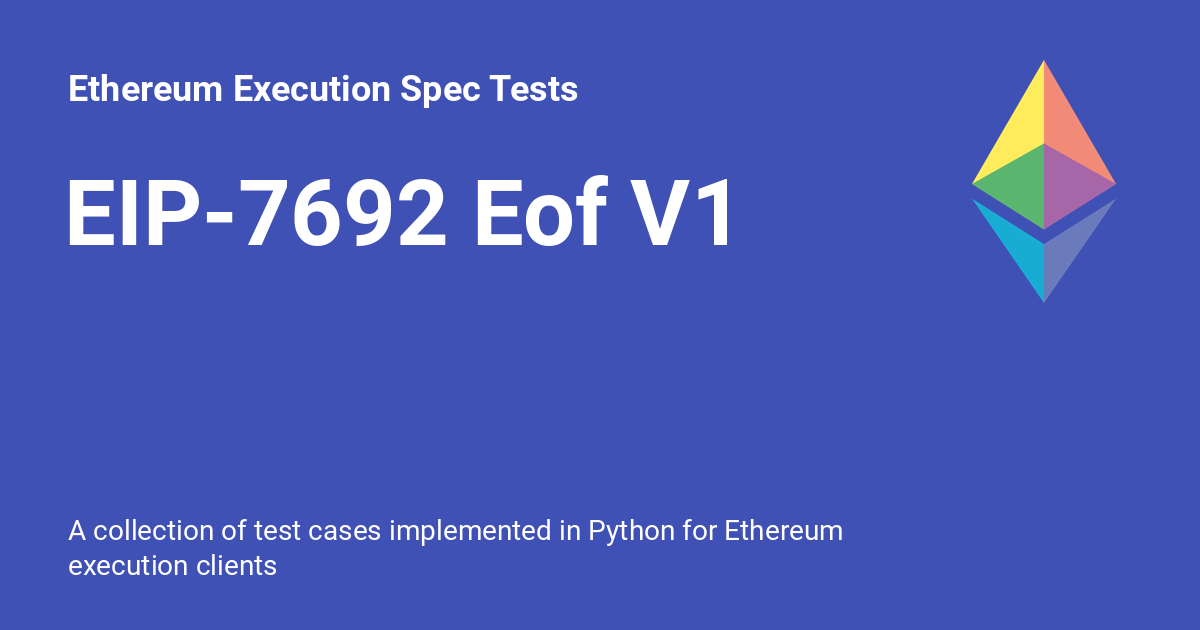 Ethereum Execution Spec Tests
EIP-7692 Eof V1
A collection of test cases implemented in Python for Ethereum
execution clients